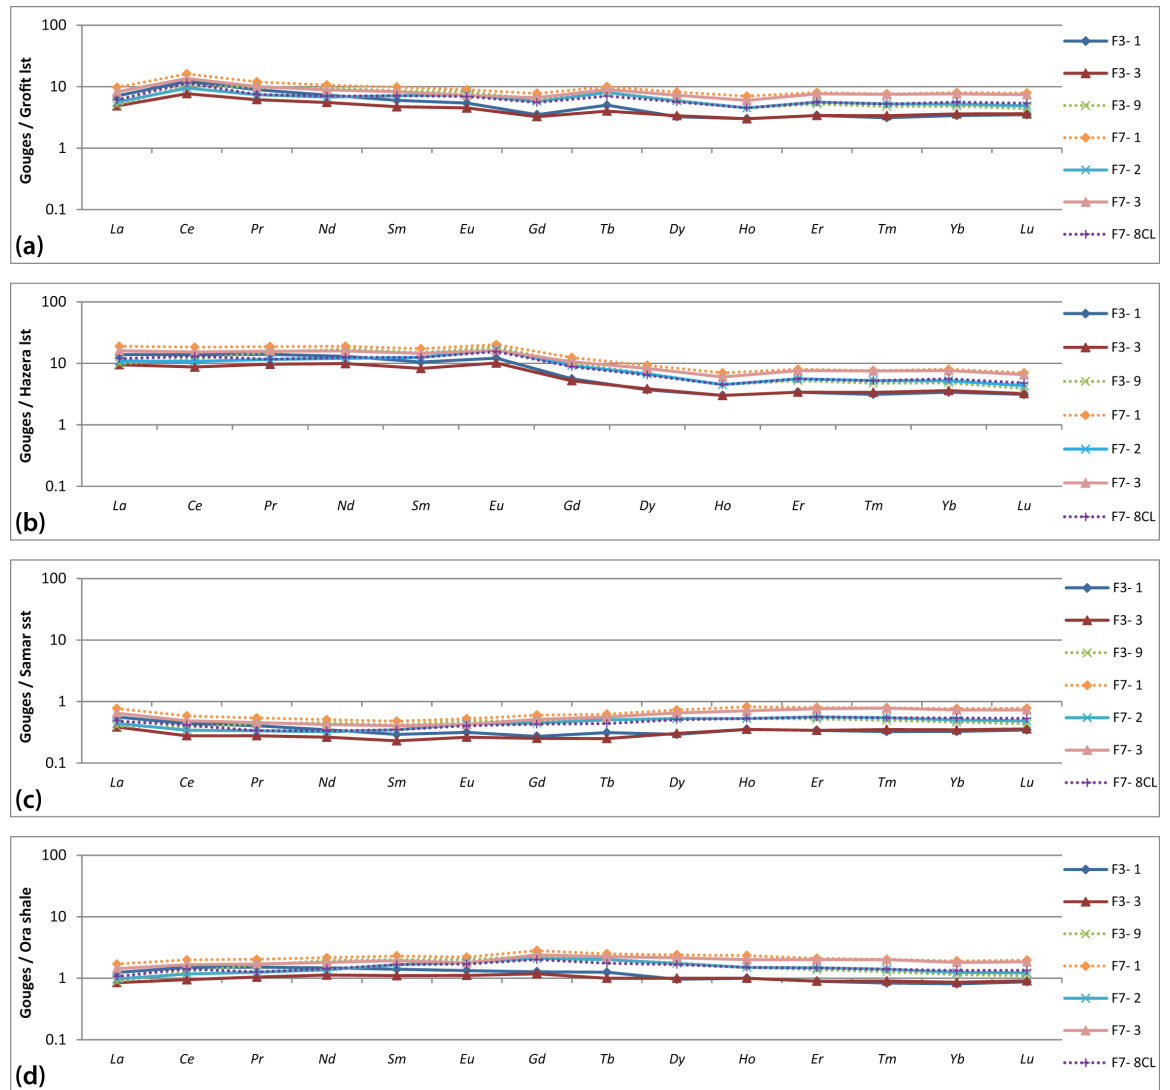 100
10
1
0.1
Gouges / Grofit lst
La Ce Pr Nd Sm Eu Gd Tb Dy Ho Er Tm Yb Lu
F3- 1
F3- 3
F3- 9
F7- 1
F7- 2
F7- 3
F7- 8CL
(a)
100
10
1
0.1
Gouges / Hazera lst
La Ce Pr Nd Sm Eu Gd Tb Dy Ho Er Tm Yb Lu
F3- 1
F3- 3
F3- 9
F7- 1
F7- 2
F7- 3
F7- 8CL
(b)
100
10
1
0.1
Gouges / Samar sst
La Ce Pr Nd Sm Eu Gd Tb Dy Ho Er Tm Yb Lu
F3- 1
F3- 3
F3- 9
F7- 1
F7- 2
F7- 3
F7- 8CL
(c)
100
10
1
0.1
Gouges / Ora shale
La Ce Pr Nd Sm Eu Gd Tb Dy Ho Er Tm Yb Lu
F3- 1
F3- 3
F3- 9
F7- 1
F7- 2
F7- 3
F7- 8CL
(d)